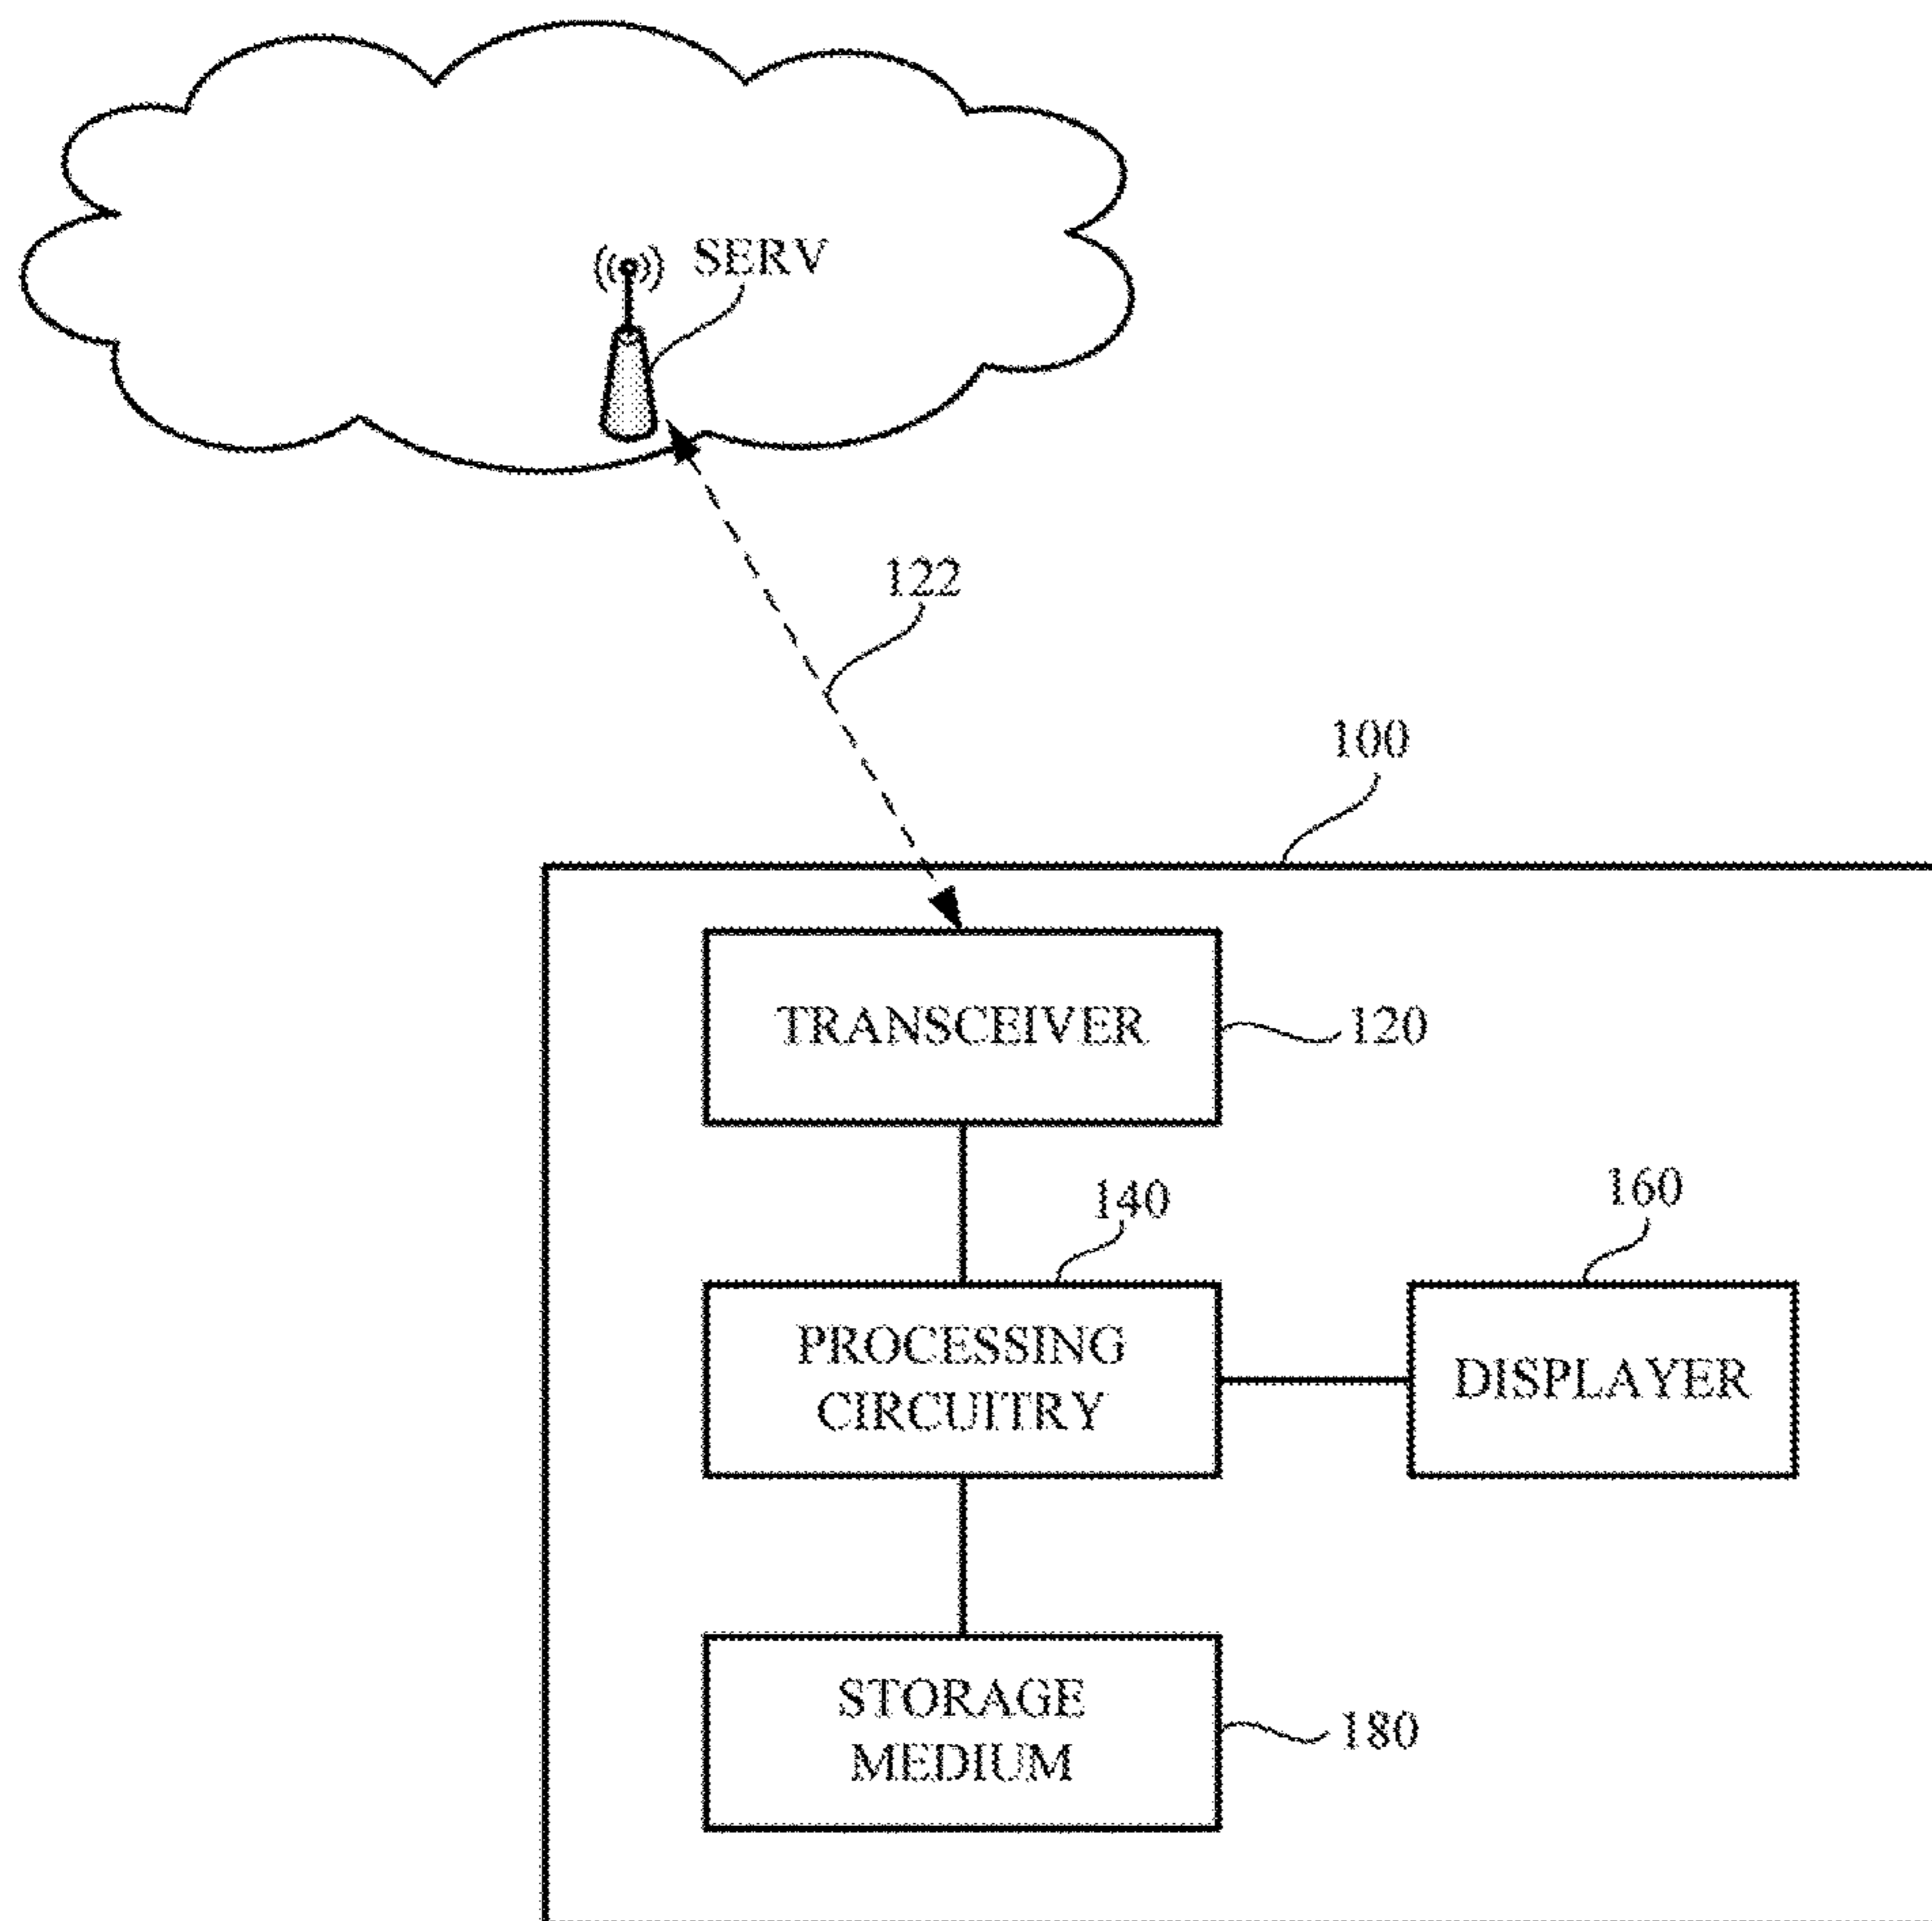 SERV
122
100
TRANSCEIVER
120
140
160
PROCESSING
CIRCUITRY
DISPLAYER
STORAGE
MEDIUM
180